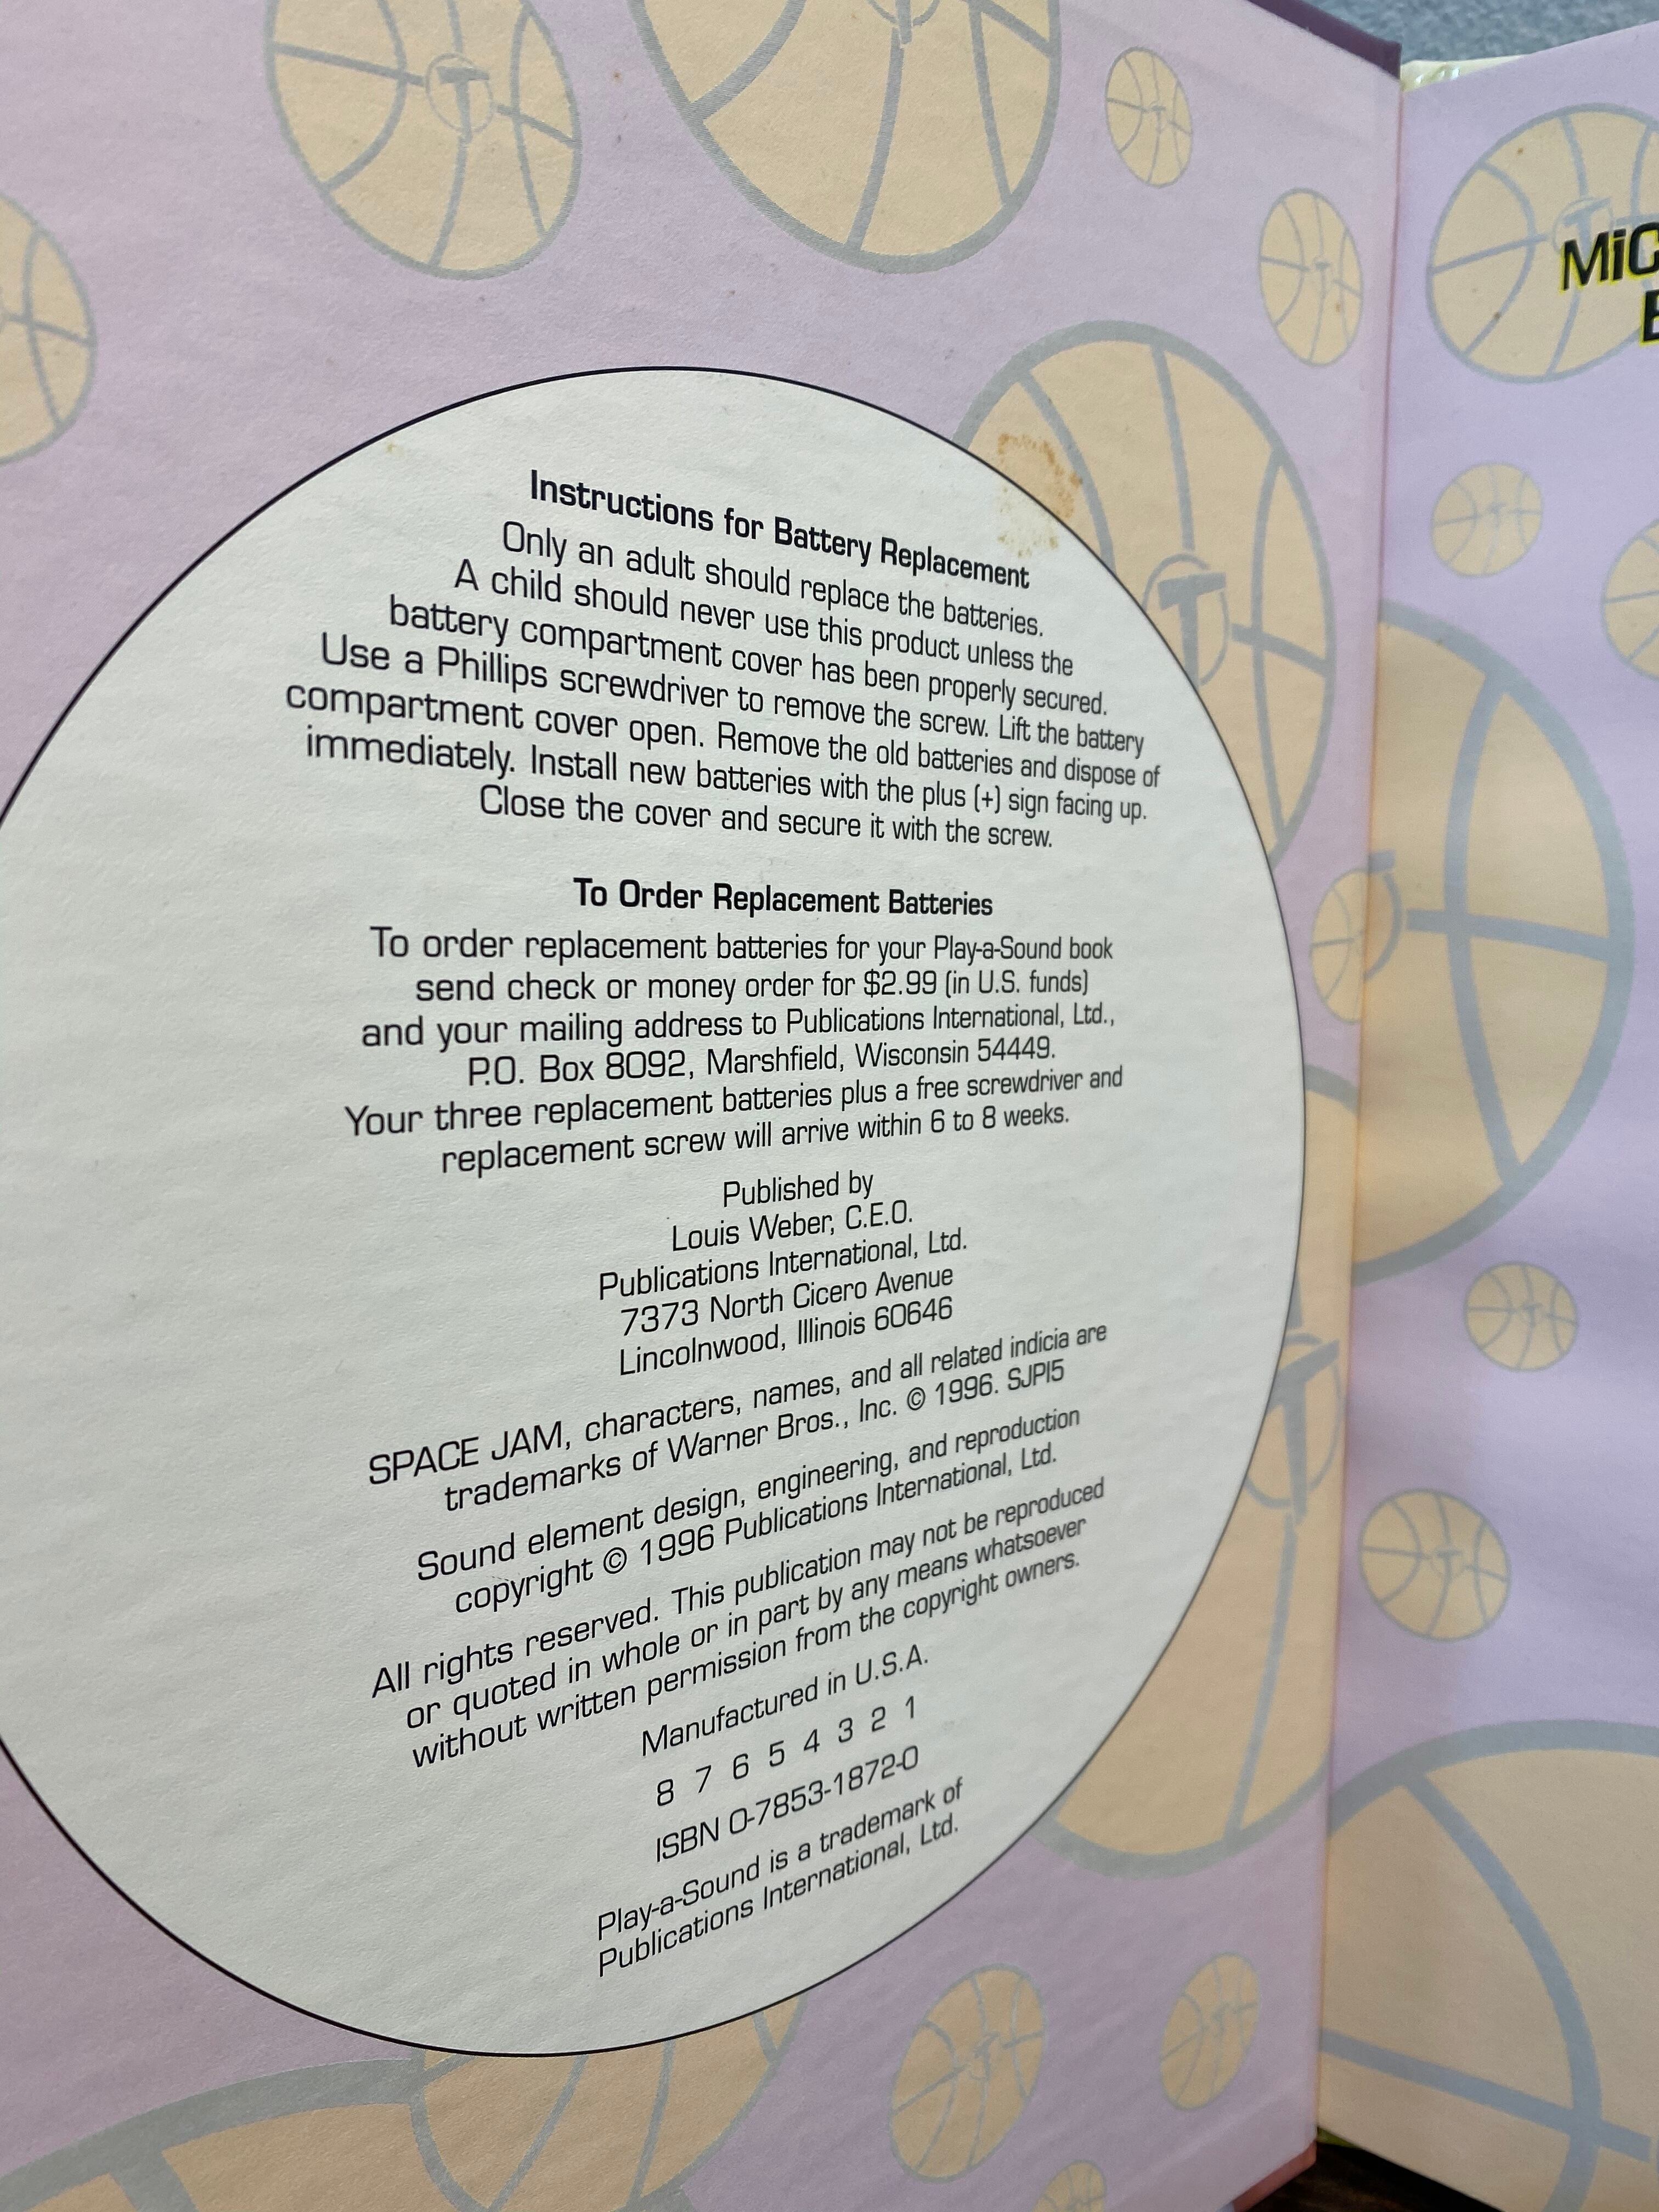 Instructions for Battery Replacement
Only an adult should replace the batteries.
A child should never use this product unless the
battery compartment cover has been properly secured.
Use a Phillips screwdriver to remove the screw. Lift the battery
compartment cover open. Remove the old batteries and dispose of
immediately. Install new batteries with the plus (+) sign facing up.
Close the cover and secure it with the screw.
To Order Replacement Batteries
To order replacement batteries for your Play-a-Sound book
send check or money order for $2.99 (in U.S. funds)
and your mailing address to Publications International, Ltd.,
P.O. Box 8092, Marshfield, Wisconsin 54449.
Your three replacement batteries plus a free screwdriver and
replacement screw will arrive within 6 to 8 weeks.
Published by
Louis Weber, C.E.O.
Publications International, Ltd.
7373 North Cicero Avenue
Lincolnwood, Illinois 60646
SPACE JAM, characters, names, and all related indicia are
trademarks of Warner Bros., Inc. © 1996. SJPI5
Sound element design, engineering, and reproduction
copyright © 1996 Publications International, Ltd.
All rights reserved. This publication may not be reproduced
or quoted in whole or in part by any means whatsoever
without written permission from the copyright owners.
Manufactured in U.S.A.
8 7 6 5 4 3 2 1
ISBN 0-7853-1872-0
Play-a-Sound is a trademark of
Publications International, Ltd.